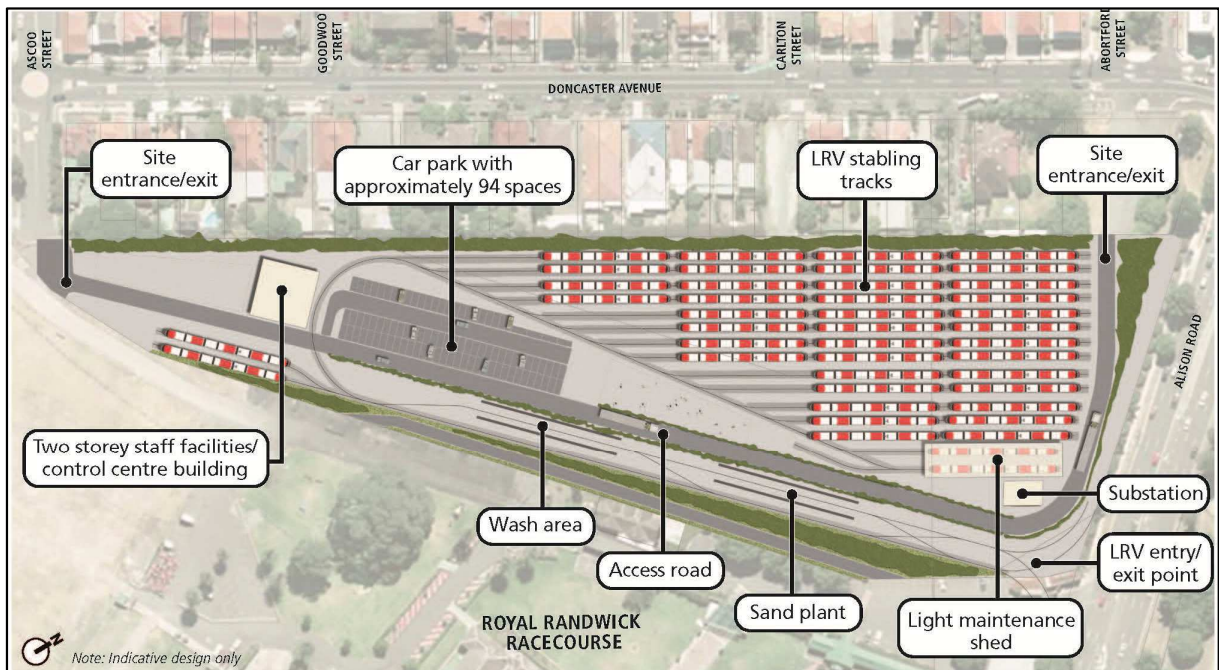 ASCOO
STREET
GOODWOO
STREET
CARLTON
STREET
ABORTFORD
STREET
DONCASTER AVENUE
Site
entrance/exit
Car park with
approximately 94 spaces
LRV stabling
tracks
Site
entrance/exit
ALISON ROAD
Two storey staff facilities/
control centre building
Wash area
Access road
Sand plant
Substation
LRV entry/
exit point
Light maintenance
shed
ROYAL RANDWICK
RACECOURSE
N
Note: Indicative design only